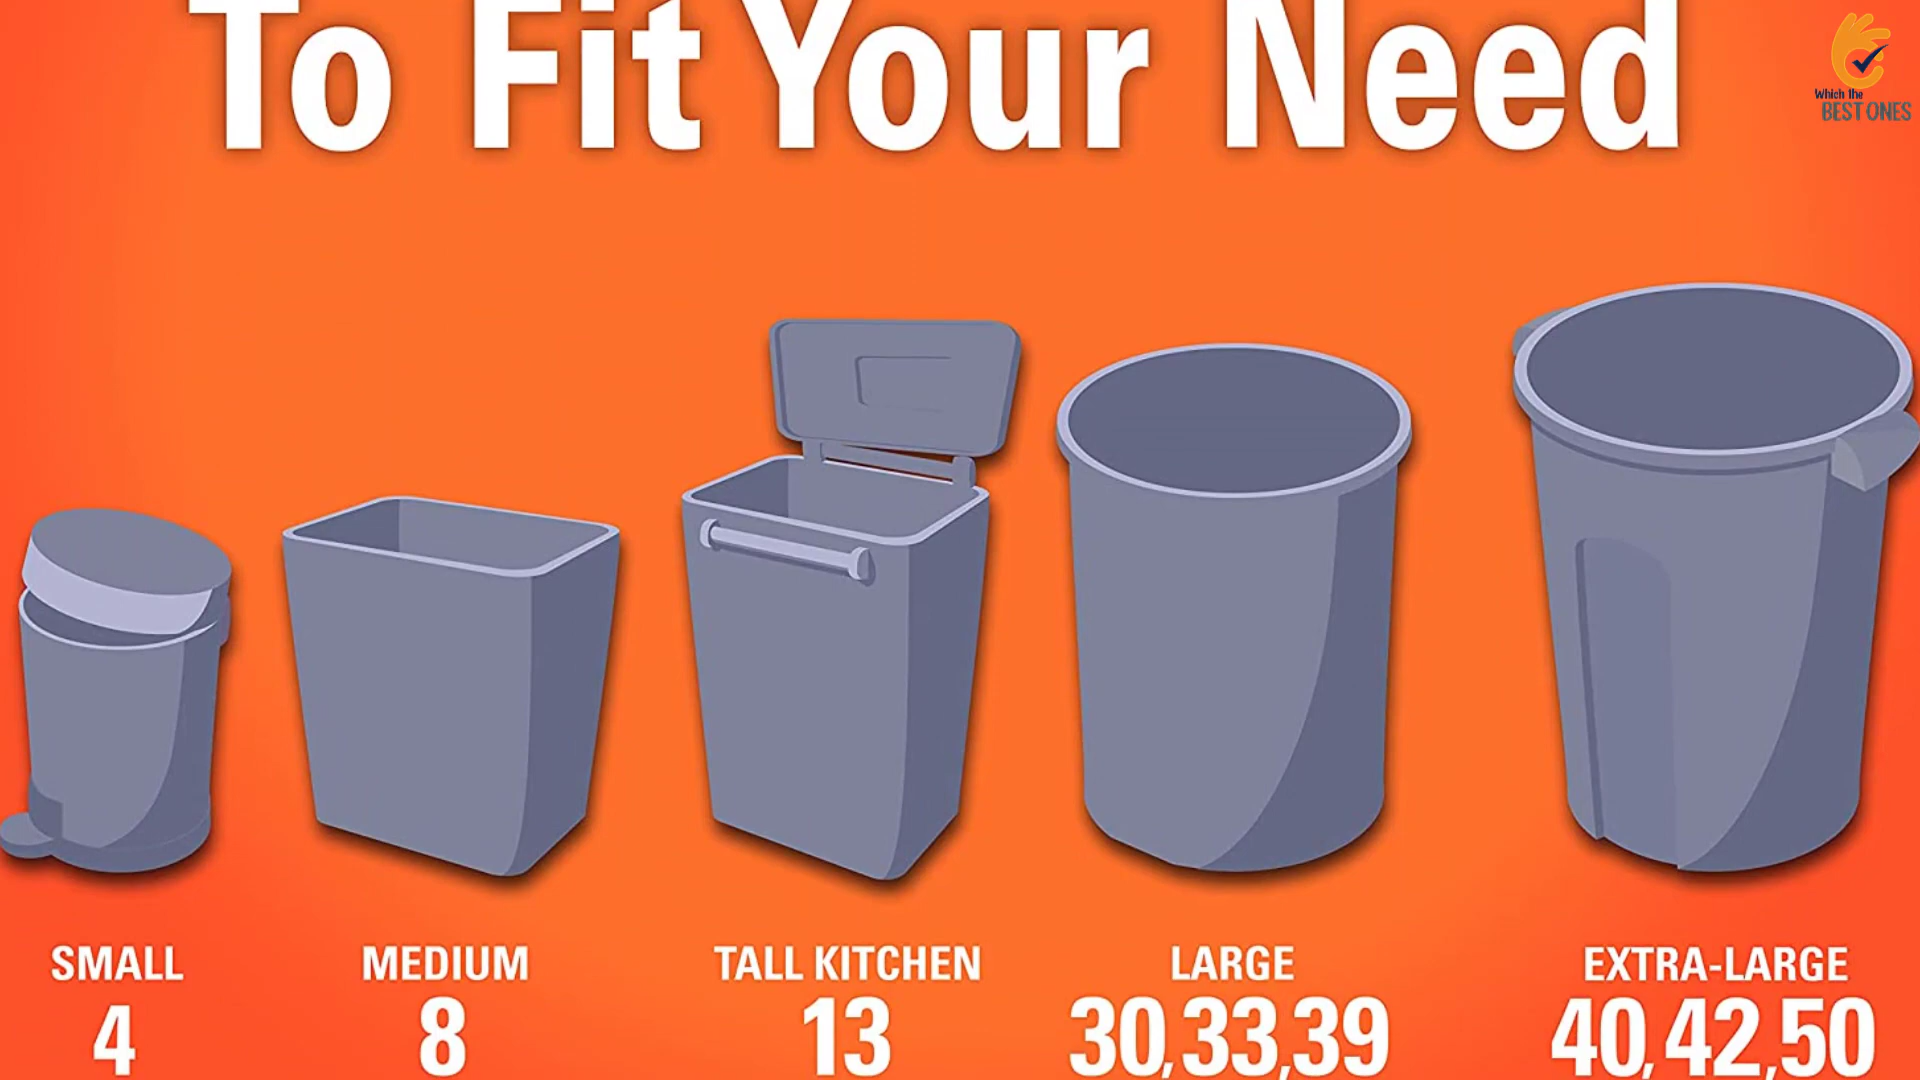 To Fit Your Need
Which the
BEST ONES
SMALL
4
MEDIUM
8
TALL KITCHEN
13
LARGE
30,33,39
EXTRA-LARGE
40,42,50